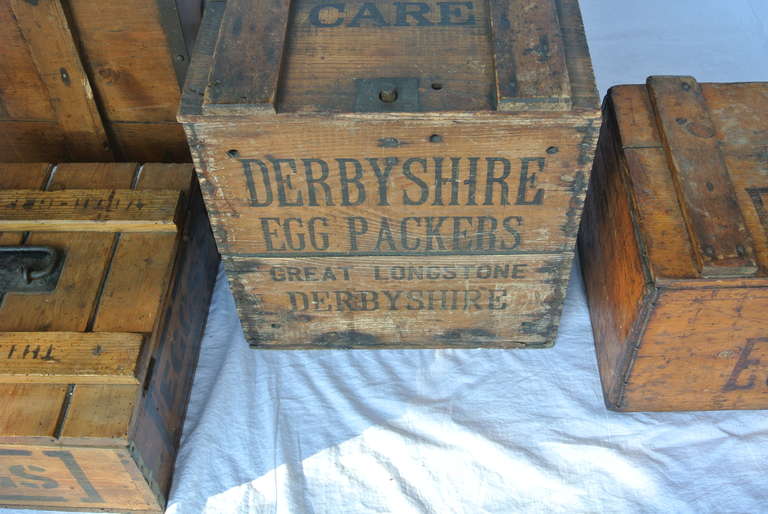 CARE
DERBYSHIRE
EGG PACKERS
GREAT LONGSTONE
DERBYSHIRE